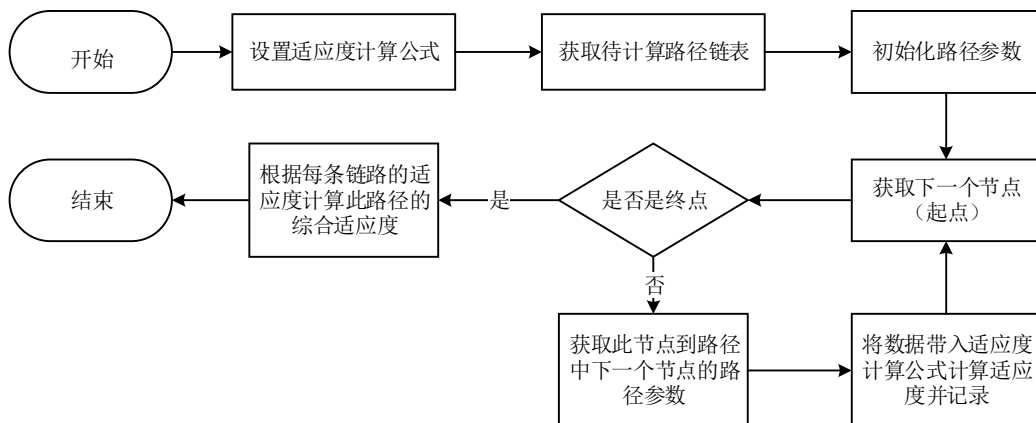 开始
设置适应度计算公式
获取待计算路径链表
初始化路径参数
获取下一个节点
（起点）
是否是终点
是
根据每条链路的适
应度计算此路径的
综合适应度
结束
否
获取此节点到路径
中下一个节点的路
径参数
将数据带入适应度
计算公式计算适应
度并记录